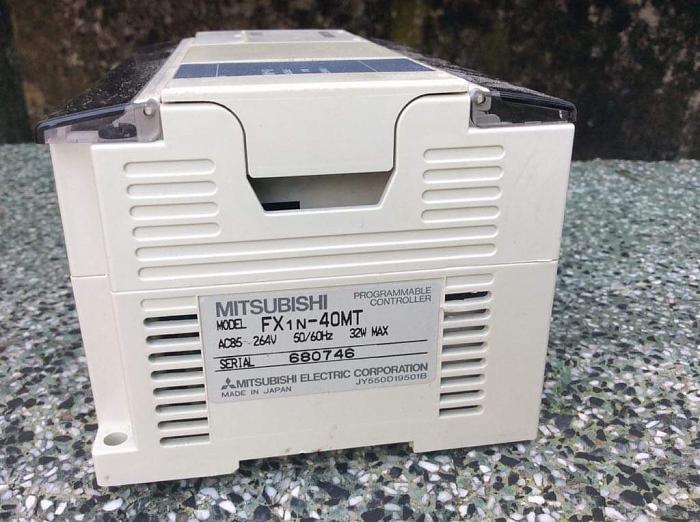 MITSUBISHI
PROGRAMMABLE
CONTROLLER
MODEL FX1N-40MT
AC85-264V 50/60Hz 32W MAX
SERIAL 680746
MITSUBISHI ELECTRIC CORPORATION
MADE IN JAPAN JY550D19501B